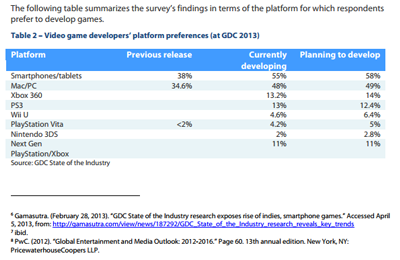 The following table summarizes the survey's findings in terms of the platform for which respondents
prefer to develop games.
Table 2 – Video game developers' platform preferences (at GDC 2013)
Platform Previous release Currently developing Planning to develop
Smartphones/tablets 38% 55% 58%
Mac/PC 34.6% 48% 49%
Xbox 360 13.2% 14%
PS3 13% 12.4%
Wii U 4.6% 6.4%
PlayStation Vita <2% 4.2% 5%
Nintendo 3DS 2% 2.8%
Next Gen 11% 11%
PlayStation/Xbox
Source: GDC State of the Industry
6 Gamasutra. (February 28, 2013). "GDC State of the Industry research exposes rise of indies, smartphone games." Accessed April
5, 2013, from: http://gamasutra.com/view/news/187292/GDC_State_of_the_Industry_research_reveals_key_trends
7 ibid.
8 PwC. (2012). "Global Entertainment and Media Outlook: 2012-2016." Page 60. 13th annual edition. New York, NY:
PricewaterhouseCoopers LLP.